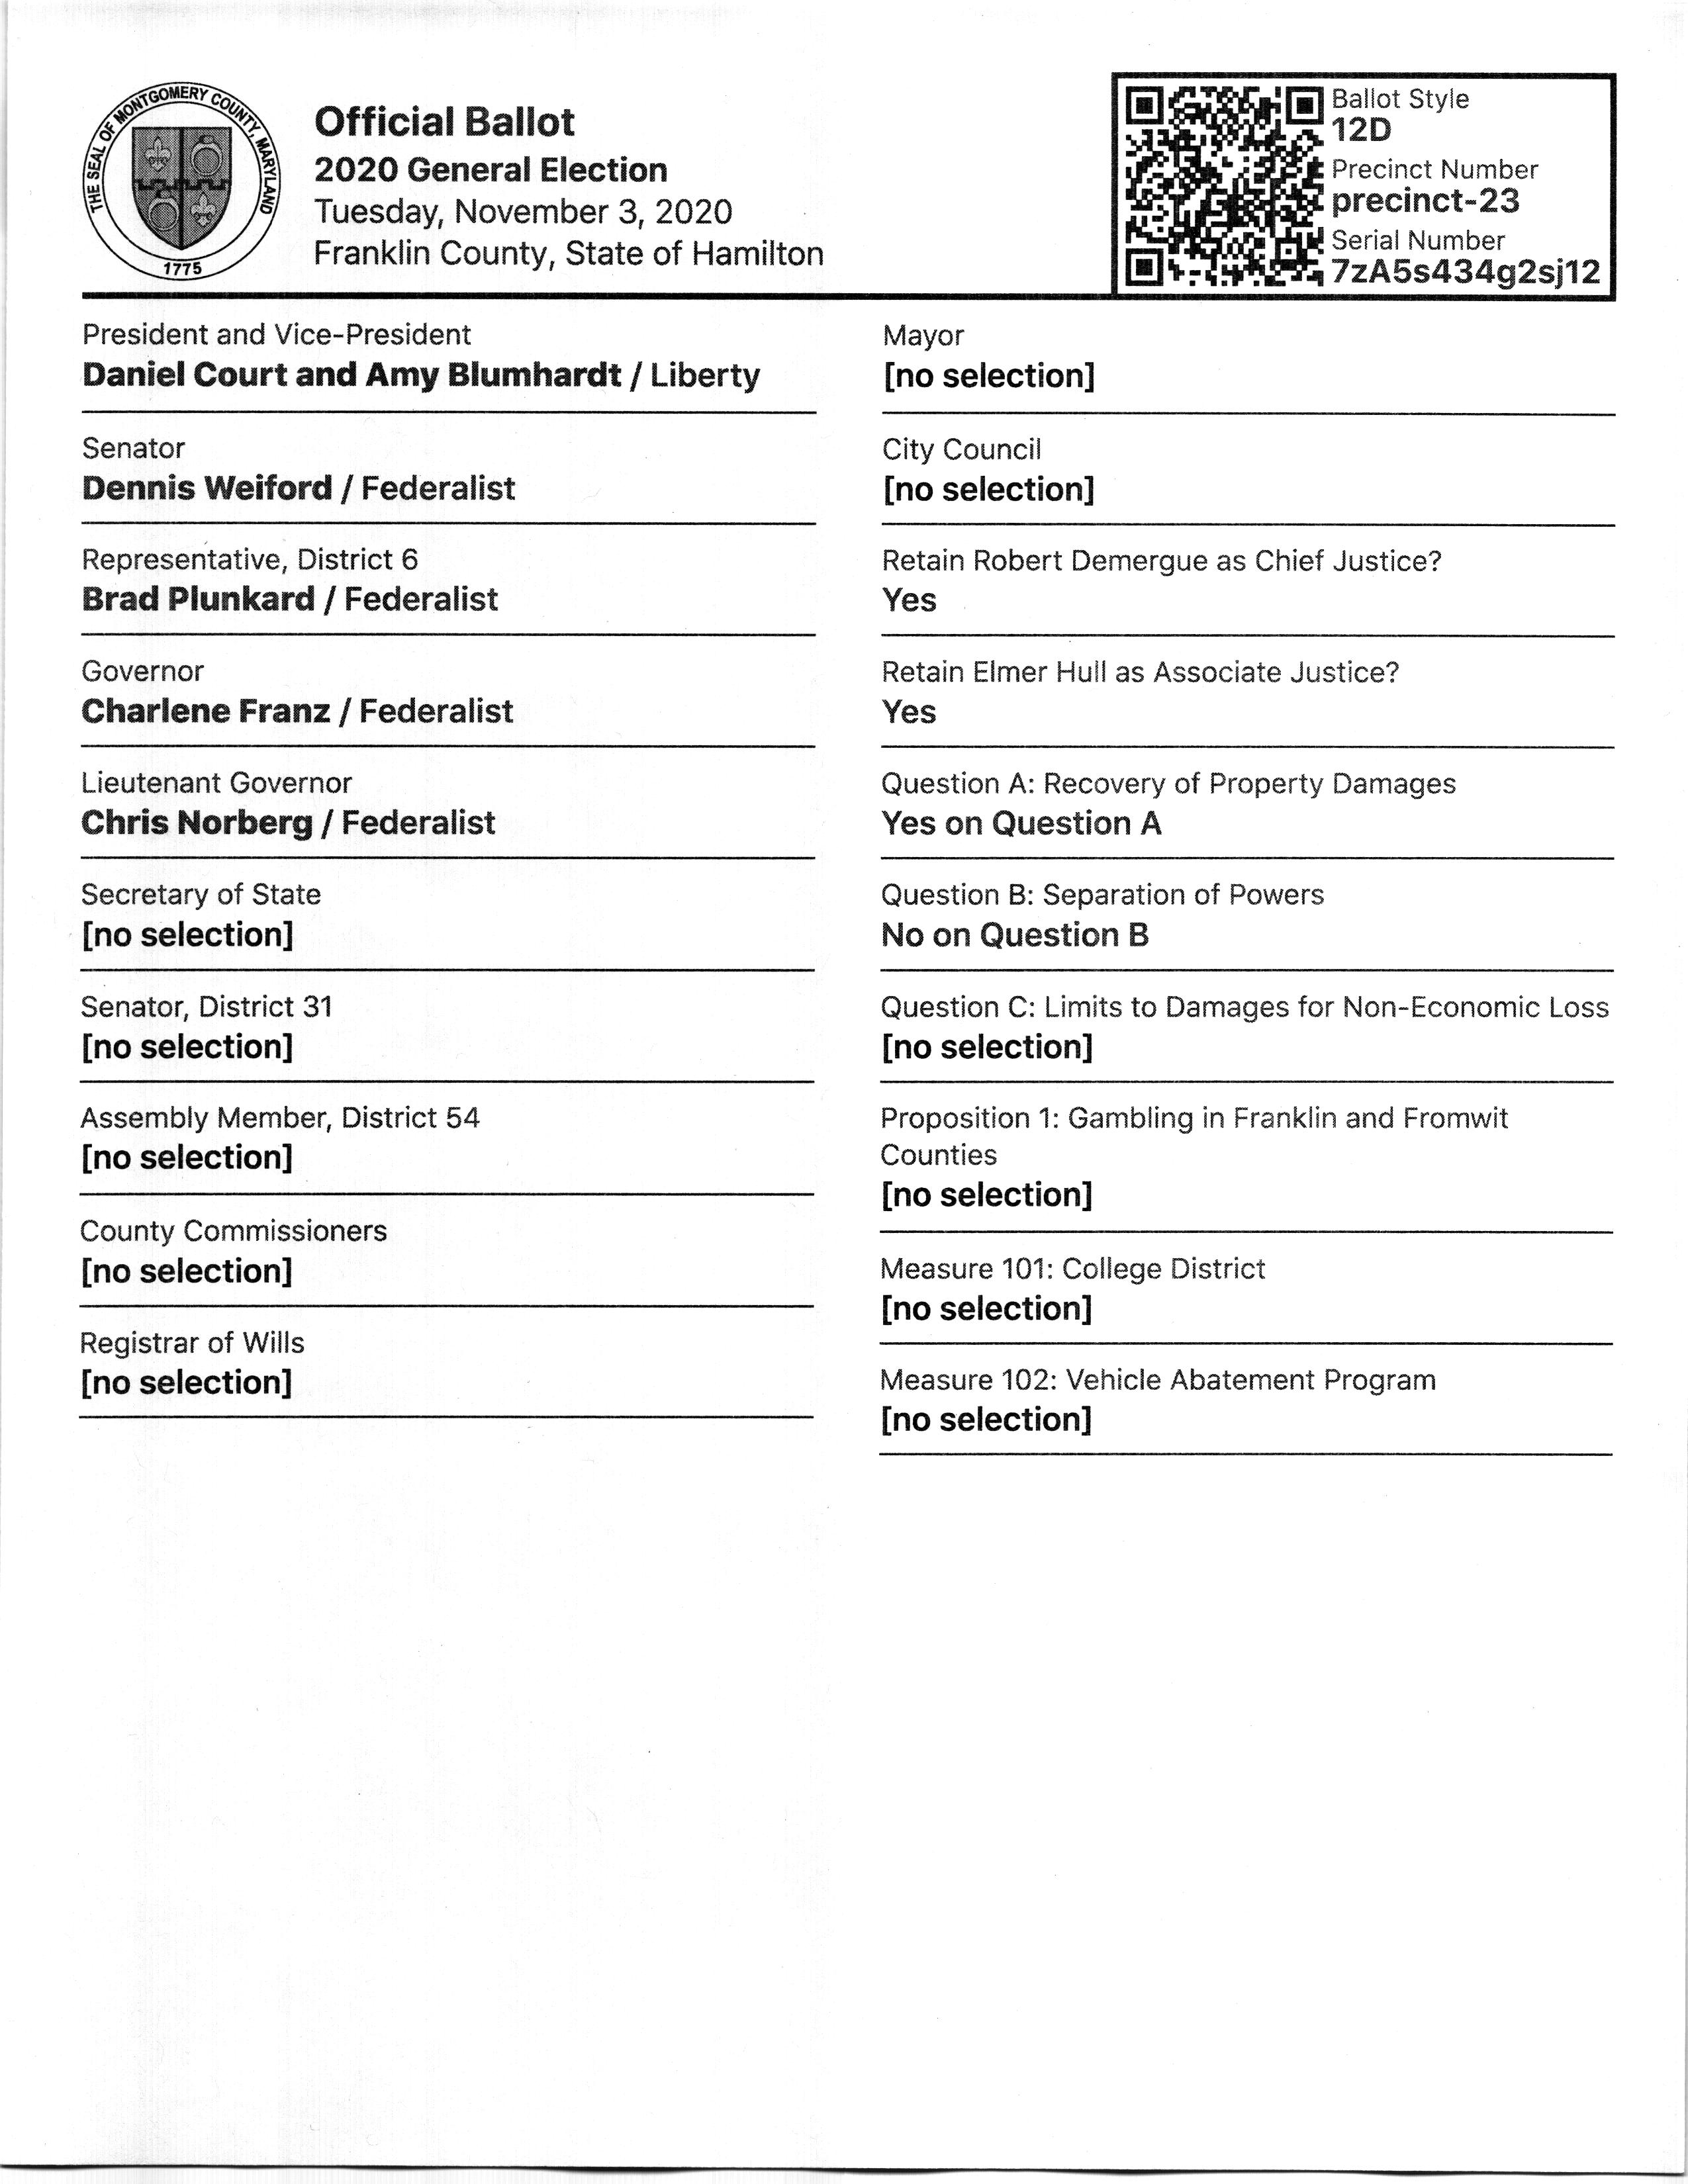 THE SEAL OF MONTGOMERY COUNTY, MARYLAND
1775
Official Ballot
2020 General Election
Tuesday, November 3, 2020
Franklin County, State of Hamilton
Ballot Style
12D
Precinct Number
precinct-23
Serial Number
7zA5s434g2sj12
President and Vice-President
Daniel Court and Amy Blumhardt / Liberty
Senator
Dennis Weiford / Federalist
Representative, District 6
Brad Plunkard / Federalist
Governor
Charlene Franz / Federalist
Lieutenant Governor
Chris Norberg / Federalist
Secretary of State
[no selection]
Senator, District 31
[no selection]
Assembly Member, District 54
[no selection]
County Commissioners
[no selection]
Registrar of Wills
[no selection]
Mayor
[no selection]
City Council
[no selection]
Retain Robert Demergue as Chief Justice?
Yes
Retain Elmer Hull as Associate Justice?
Yes
Question A: Recovery of Property Damages
Yes on Question A
Question B: Separation of Powers
No on Question B
Question C: Limits to Damages for Non-Economic Loss
[no selection]
Proposition 1: Gambling in Franklin and Fromwit
Counties
[no selection]
Measure 101: College District
[no selection]
Measure 102: Vehicle Abatement Program
[no selection]